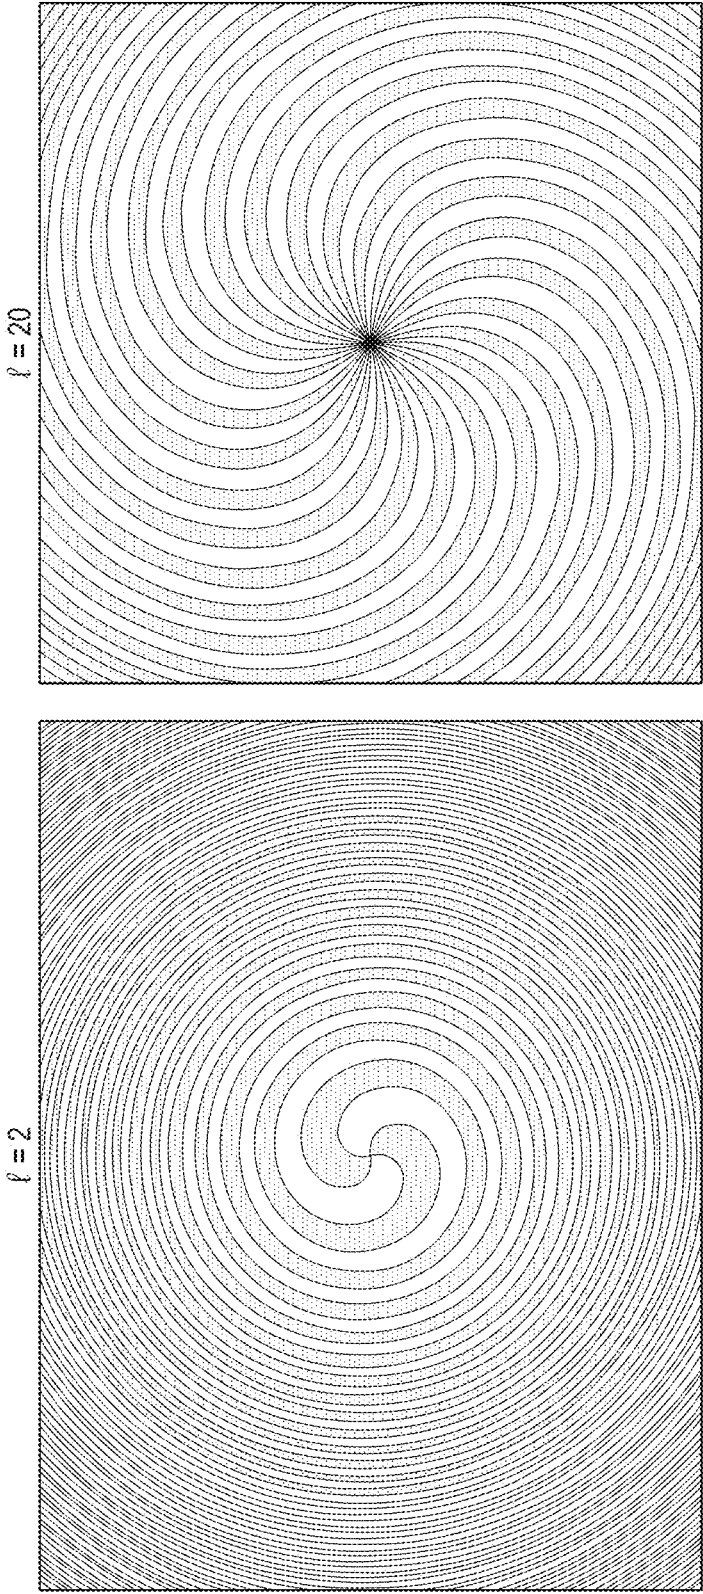 ℓ = 20
ℓ = 2